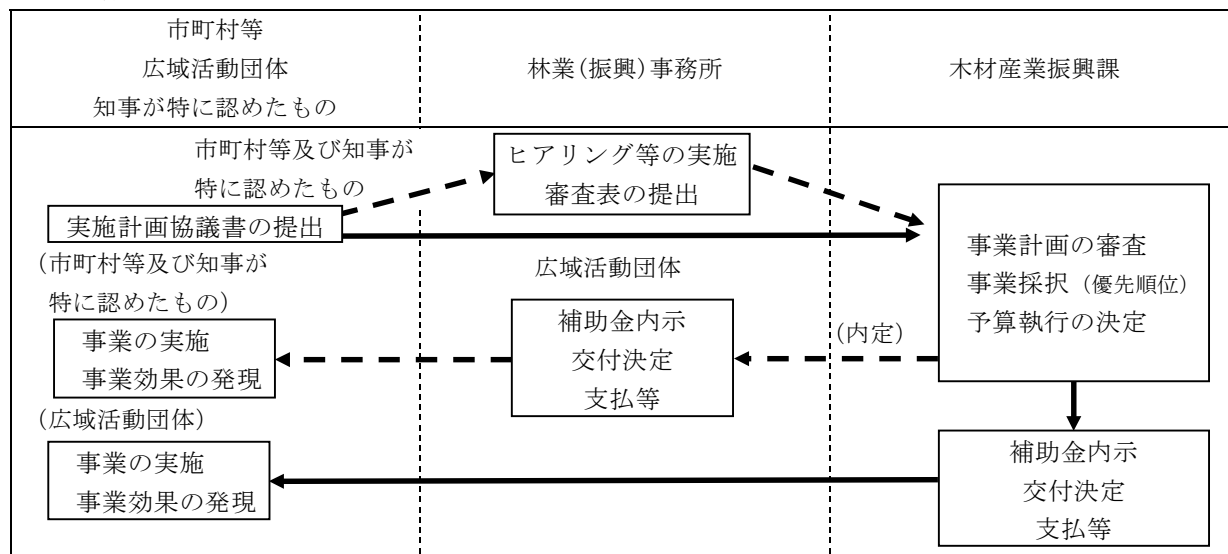 市町村等
広域活動団体
知事が特に認めたもの
林業(振興)事務所
木材産業振興課
市町村等及び知事が
特に認めたもの
ヒアリング等の実施
審査表の提出
実施計画協議書の提出
広域活動団体
事業計画の審査
事業採択（優先順位）
予算執行の決定
(市町村等及び知事が
特に認めたもの)
事業の実施
事業効果の発現
補助金内示
交付決定
支払等
(内定)
(広域活動団体)
事業の実施
事業効果の発現
補助金内示
交付決定
支払等